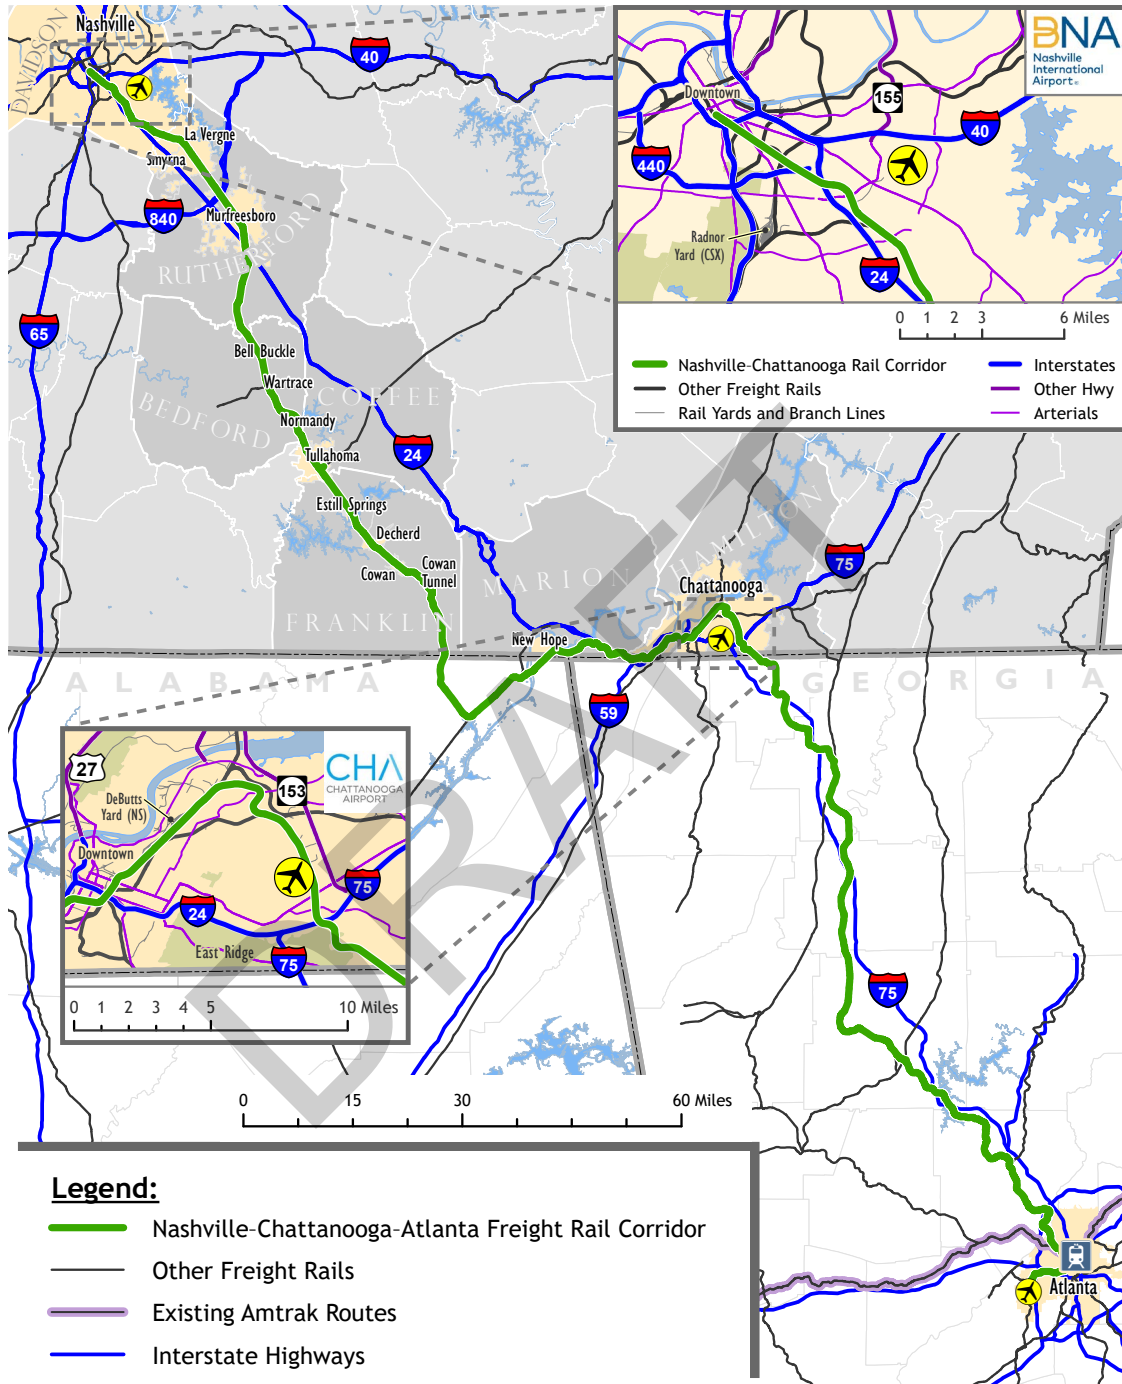 Nashville
DAVIDSON
40
La Vergne
Smyrna
840
Murfreesboro
RUTHERFORD
65
Bell Buckle
Wartrace
COFFEE
BEDFORD
Normandy
24
Tullahoma
Estill Springs
Decherd
Cowan
Cowan
Tunnel
MARION
HAMILTON
FRANKLIN
Chattanooga
75
New Hope
ALABAMA
GEORGIA
59
75
Atlanta
DRAFT
BNA
Nashville
International
Airport
Downtown
155
40
440
Radnor
Yard (CSX)
24
0 1 2 3 6 Miles
Nashville-Chattanooga Rail Corridor
Other Freight Rails
Rail Yards and Branch Lines
Interstates
Other Hwy
Arterials
CHA
CHATTANOOGA
AIRPORT
27
153
DeButts
Yard (NS)
Downtown
75
24
East Ridge
75
0 1 2 3 4 5 10 Miles
0 15 30 60 Miles
Legend:
Nashville-Chattanooga-Atlanta Freight Rail Corridor
Other Freight Rails
Existing Amtrak Routes
Interstate Highways